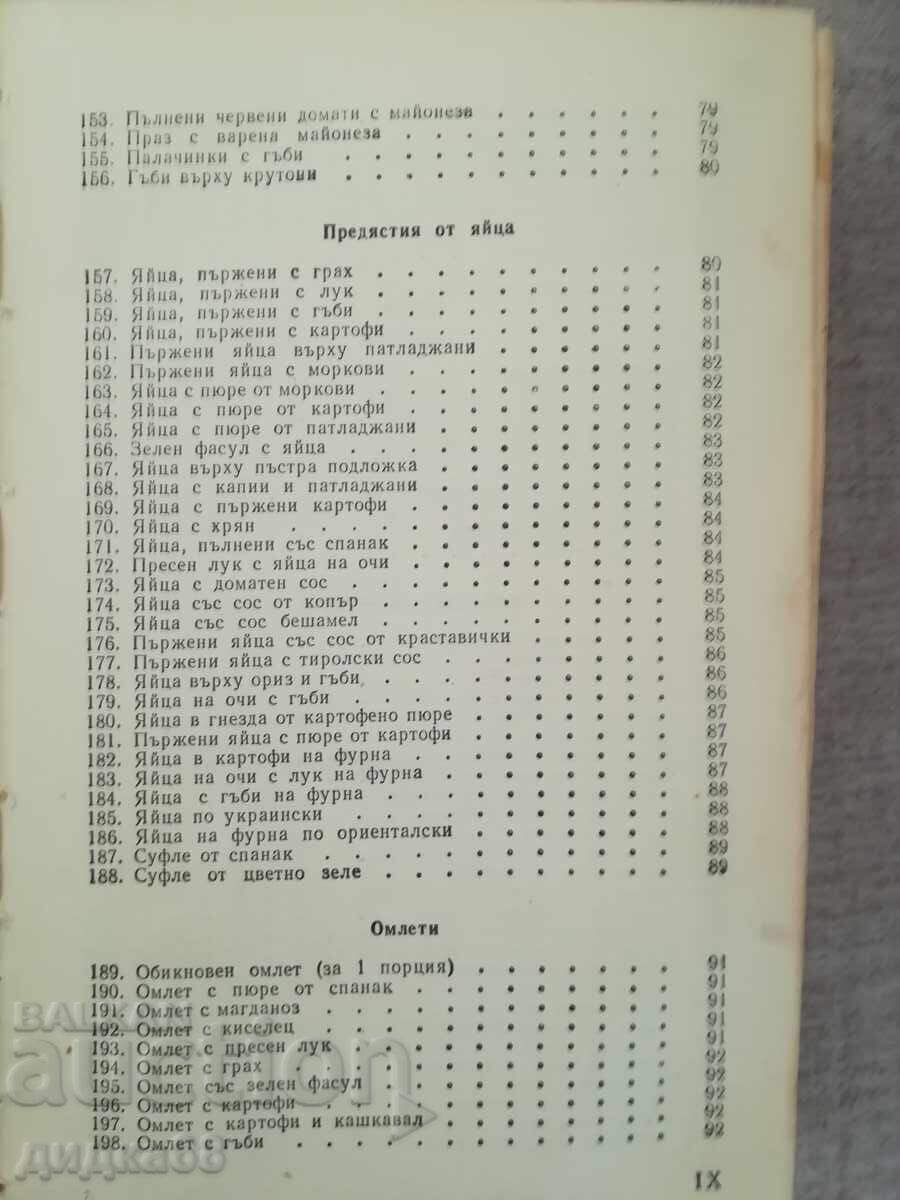 153. Пълнени червени домати с майонеза . . . . . . 79
154. Праз с варена майонеза . . . . . . . . . 79
155. Палачинки с гъби . . . . . . . . . . . 79
156. Гъби върху крутони . . . . . . . . . . . 80
Предястия от яйца
157. Яйца, пържени с грах . . . . . . . . . . 80
158. Яйца, пържени с лук . . . . . . . . . . 81
159. Яйца, пържени с гъби . . . . . . . . . . 81
160. Яйца, пържени с картофи . . . . . . . . . 81
161. Пържени яйца върху патладжани . . . . . . 81
162. Пържени яйца с моркови . . . . . . . . . 82
163. Яйца с пюре от моркови . . . . . . . . . . 82
164. Яйца с пюре от картофи . . . . . . . . . 82
165. Яйца с пюре от патладжани . . . . . . . . 82
166. Зелен фасул с яйца . . . . . . . . . . 83
167. Яйца върху пъстра подложка . . . . . . . 83
168. Яйца с капии и патладжани . . . . . . . 83
169. Яйца с пържени картофи . . . . . . . . . 84
170. Яйца с хрян . . . . . . . . . . . . . 84
171. Яйца, пълнени със спанак . . . . . . . . . 84
172. Пресен лук с яйца на очи . . . . . . . . . 84
173. Яйца с доматен сос . . . . . . . . . . . 85
174. Яйца със сос от копър . . . . . . . . . . 85
175. Яйца със сос бешамел . . . . . . . . . . 85
176. Пържени яйца със сос от краставички . . . . . 85
177. Пържени яйца с тиролски сос . . . . . . . . 86
178. Яйца върху ориз и гъби . . . . . . . . . . 86
179. Яйца на очи с гъби . . . . . . . . . . . 86
180. Яйца в гнезда от картофено пюре . . . . . . . 87
181. Пържени яйца с пюре от картофи . . . . . . . 87
182. Яйца в картофи на фурна . . . . . . . . . 87
183. Яйца на очи с лук на фурна . . . . . . . . 87
184. Яйца с гъби на фурна . . . . . . . . . . 88
185. Яйца по украински . . . . . . . . . . . . 88
186. Яйца на фурна по ориенталски . . . . . . . 88
187. Суфле от спанак . . . . . . . . . . . . 89
188. Суфле от цветно зеле . . . . . . . . . . 89
Омлети
189. Обикновен омлет (за 1 порция) . . . . . . . 91
190. Омлет с пюре от спанак . . . . . . . . . 91
191. Омлет с магданоз . . . . . . . . . . . . 91
192. Омлет с киселец . . . . . . . . . . . 91
193. Омлет с пресен лук . . . . . . . . . . . 91
194. Омлет с грах . . . . . . . . . . . . . 92
195. Омлет със зелен фасул . . . . . . . . . . 92
196. Омлет с картофи . . . . . . . . . . . . 92
197. Омлет с картофи и кашкавал . . . . . . . . 92
198. Омлет с гъби . . . . . . . . . . . . . 92
IX
BALKAN
auction
дидка68